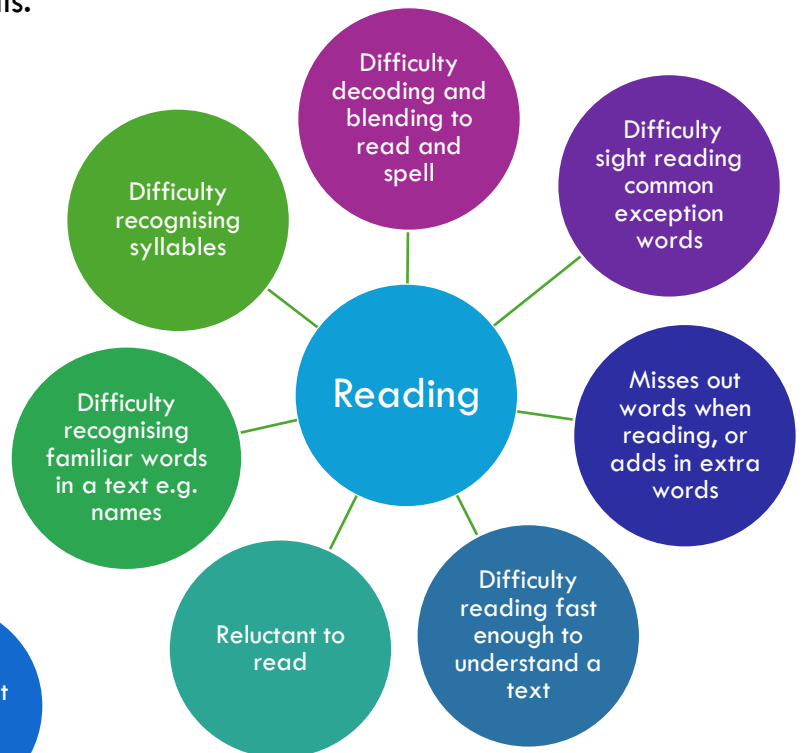 Difficulty
decoding and
blending to
read and
spell
Difficulty
sight reading
common
exception
words
Misses out
words when
reading, or
adds in extra
words
Difficulty
reading fast
enough to
understand a
text
Reluctant to
read
Difficulty
recognising
familiar words
in a text e.g.
names
Difficulty
recognising
syllables
Reading